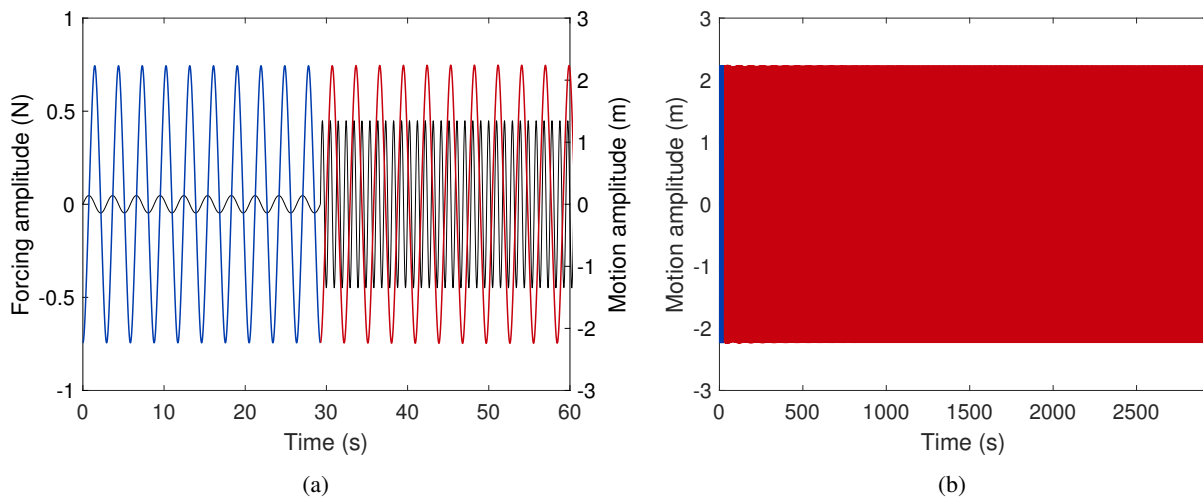 Forcing amplitude (N)
1
0.5
0
-0.5
-1
3
2
1
0
-1
-2
-3
Motion amplitude (m)
0 10 20 30 40 50 60
Time (s)
(a)
Motion amplitude (m)
3
2
1
0
-1
-2
-3
0 500 1000 1500 2000 2500
Time (s)
(b)